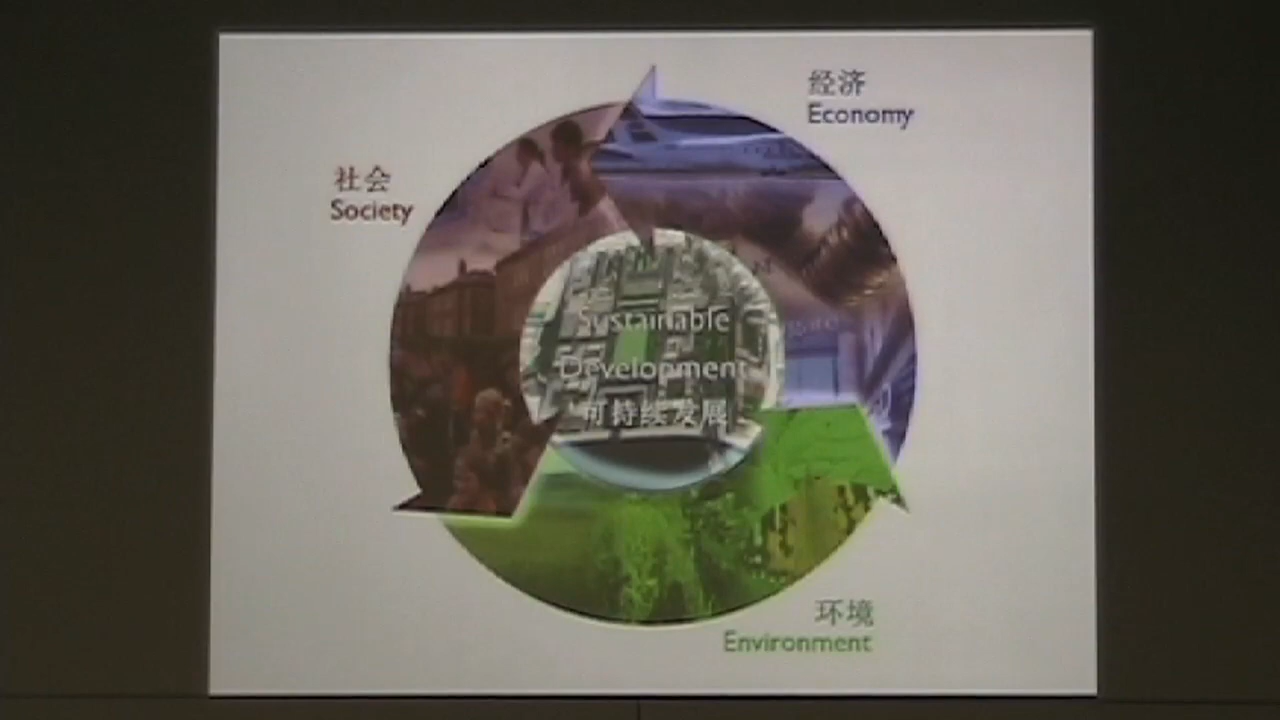 经济
Economy
社会
Society
Sustainable
Development
可持续发展
环境
Environment